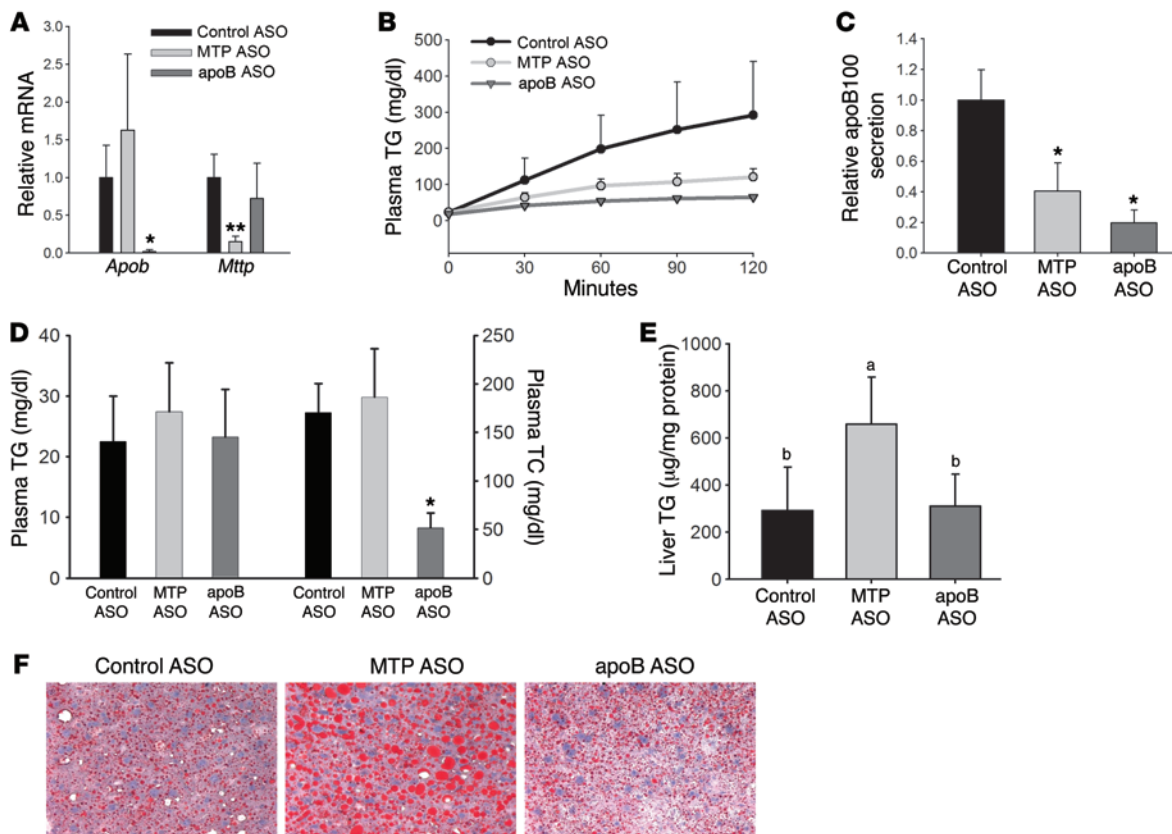 A
Control ASO
MTP ASO
apoB ASO
Relative mRNA
3.0
2.5
2.0
1.5
1.0
0.5
0.0
* 
**
Apob Mttp
B
Control ASO
MTP ASO
apoB ASO
Plasma TG (mg/dl)
500
400
300
200
100
0
0 30 60 90 120
Minutes
C
Relative apoB100
secretion
1.4
1.2
1.0
0.8
0.6
0.4
0.2
0.0
*
*
Control MTP apoB
ASO ASO ASO
D
Plasma TG (mg/dl)
40
30
20
10
0
250
200
150
100
50
0
Plasma TC (mg/dl)
*
Control MTP apoB Control MTP apoB
ASO ASO ASO ASO ASO ASO
E
Liver TG (μg/mg protein)
1000
800
600
400
200
0
b a b
Control MTP apoB
ASO ASO ASO
F
Control ASO MTP ASO apoB ASO